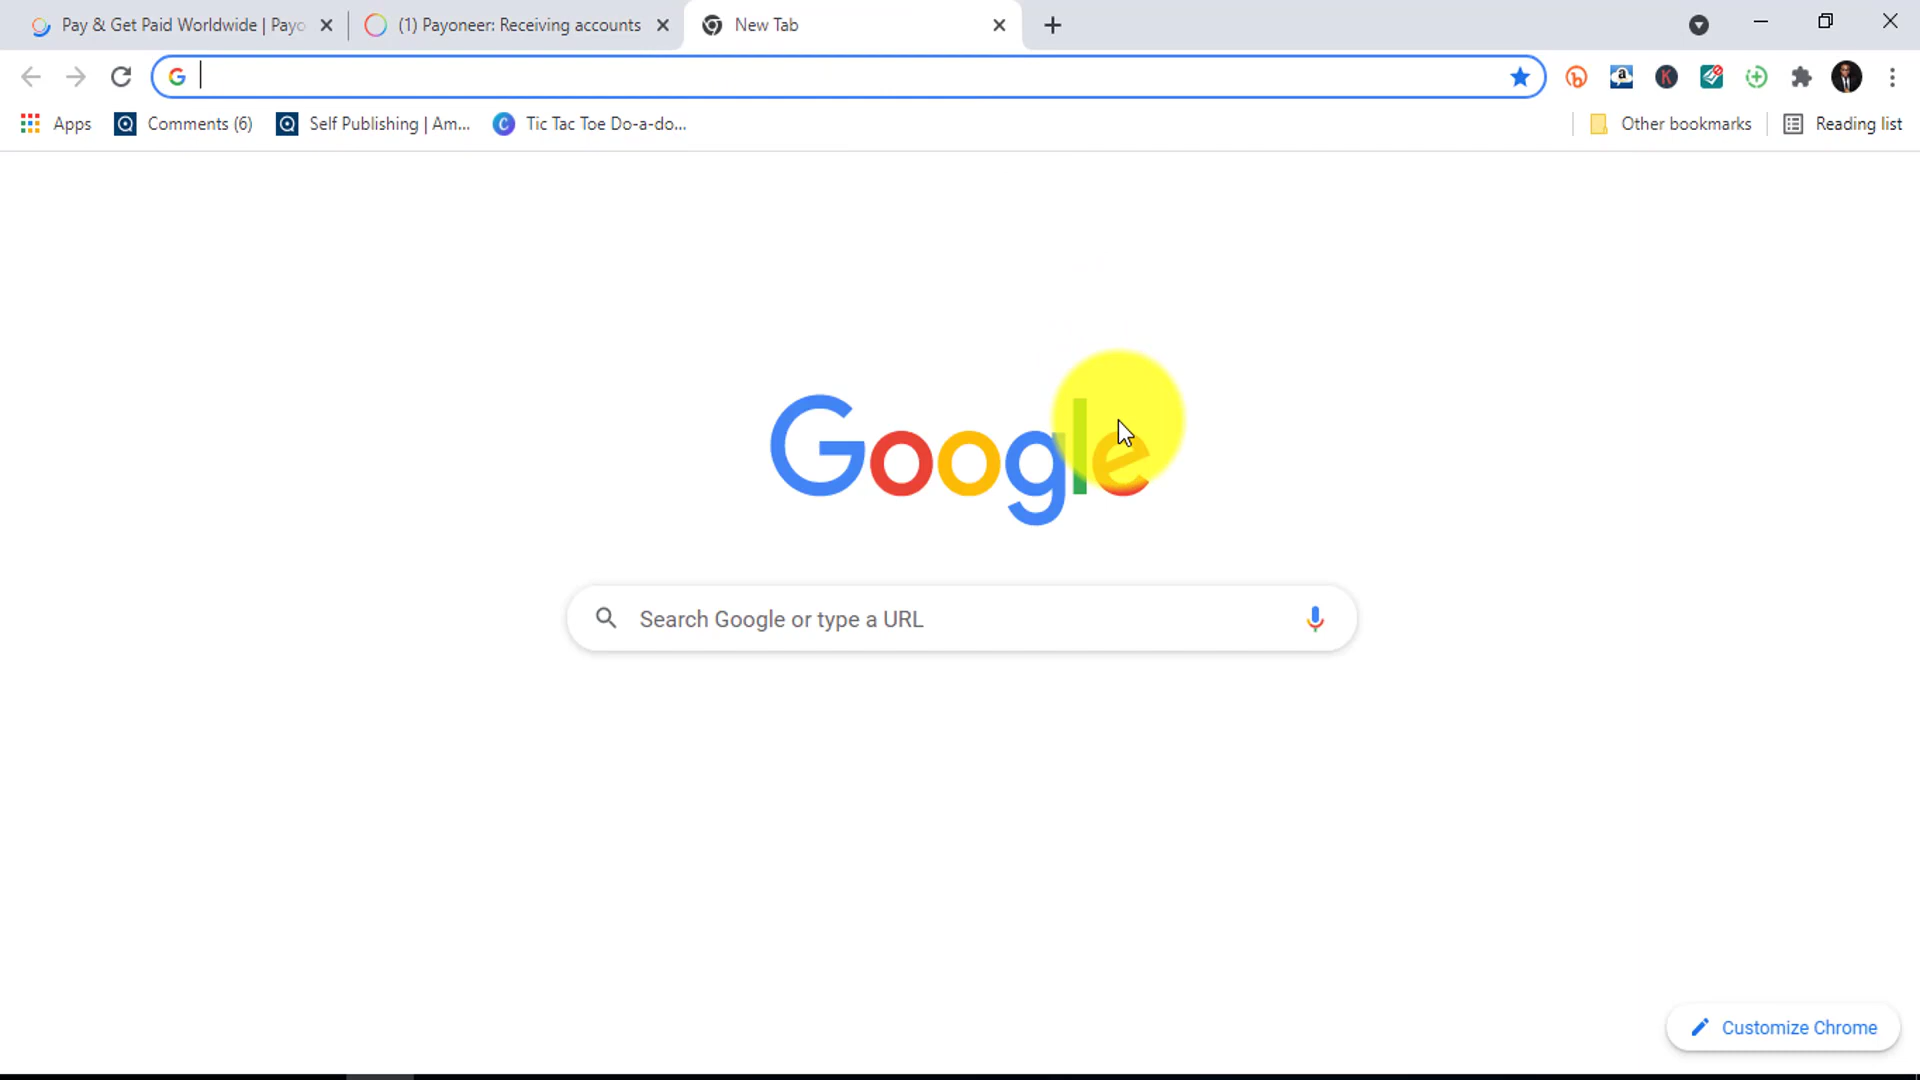 Pay & Get Paid Worldwide | Payo
(1) Payoneer: Receiving accounts
New Tab
Apps
Comments (6)
Self Publishing | Am...
Tic Tac Toe Do-a-do...
Other bookmarks
Reading list
Google
Search Google or type a URL
Customize Chrome